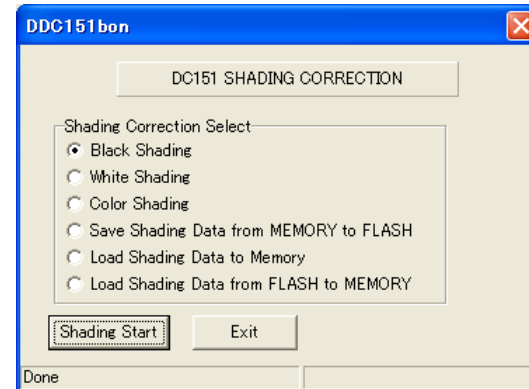 DDC151bon
DC151 SHADING CORRECTION
Shading Correction Select
Black Shading
White Shading
Color Shading
Save Shading Data from MEMORY to FLASH
Load Shading Data to Memory
Load Shading Data from FLASH to MEMORY
Shading Start Exit
Done